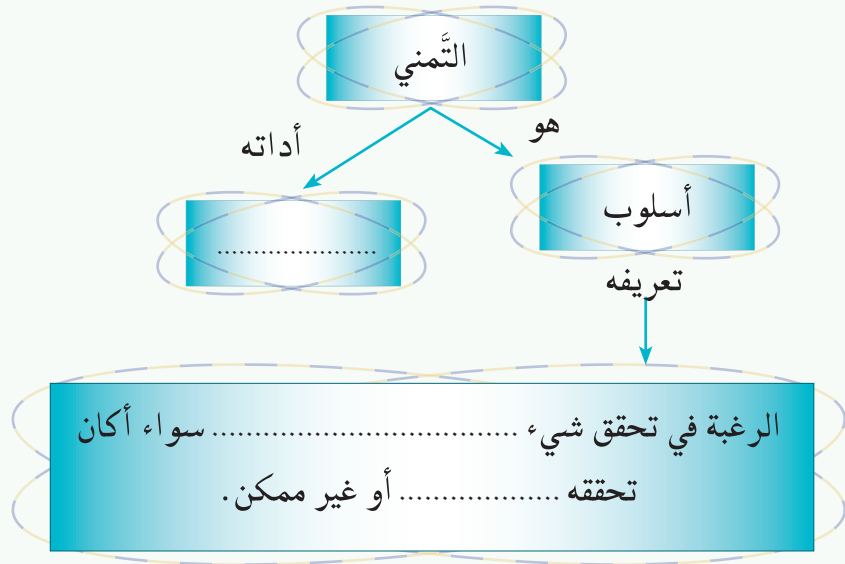 التَّمني
هو
أداته
أسلوب
......................
تعريفه
الرغبة في تحقق شيء .......................................... سواء أكان
تحققه ...................... أو غير ممكن.